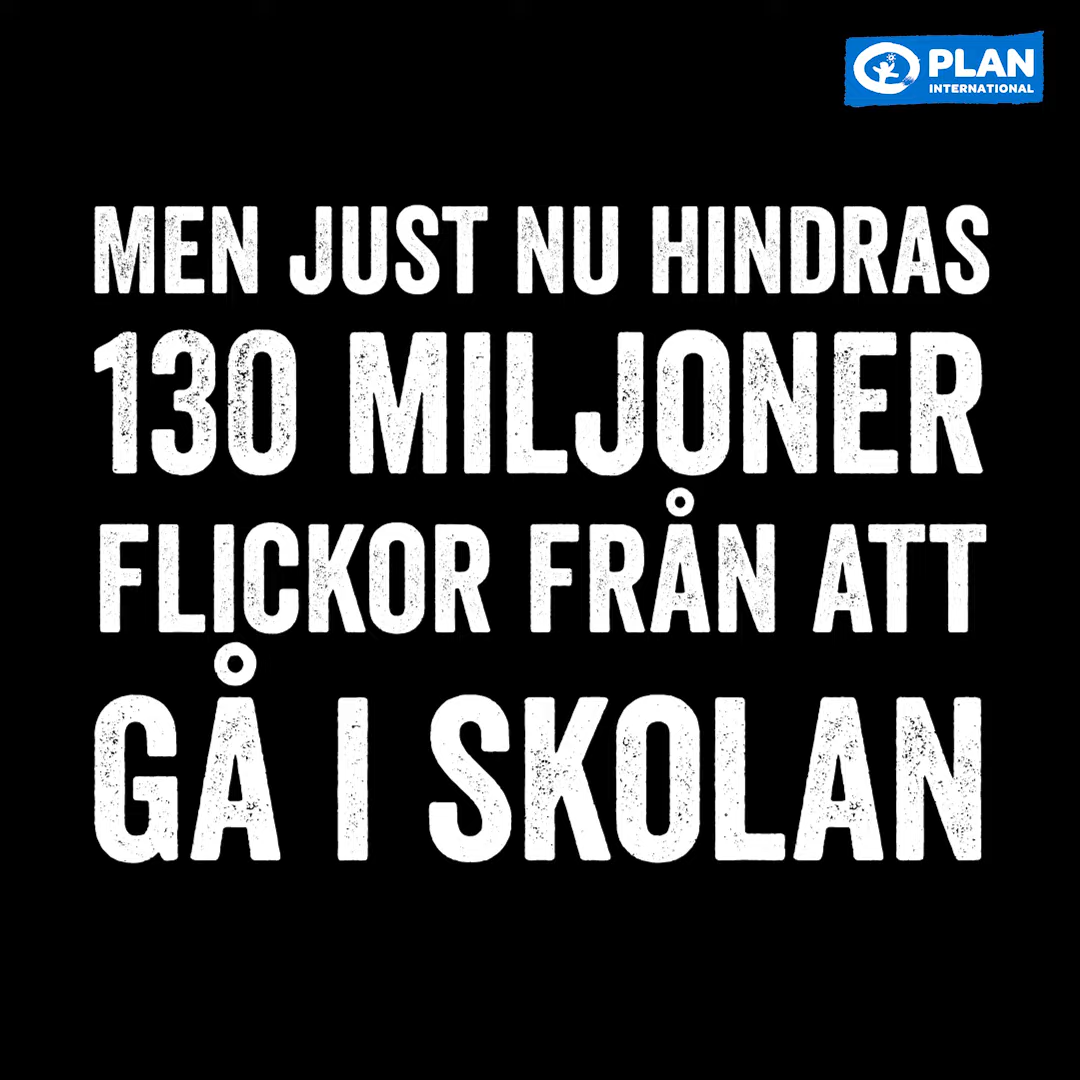 PLAN
INTERNATIONAL
MEN JUST NU HINDRAS
130 MILJONER
FLICKOR FRÅN ATT
GÅ I SKOLAN